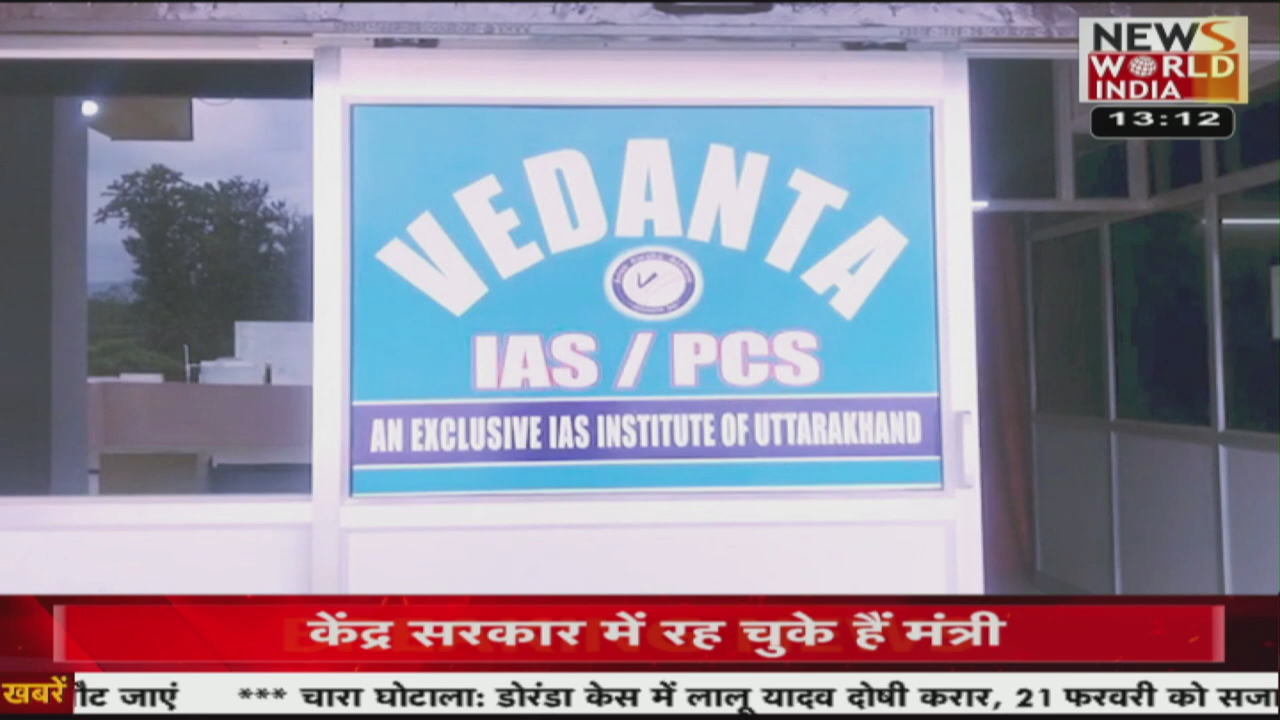 NEWS
WORLD
INDIA
13:12
VEDANTA
IAS / PCS
AN EXCLUSIVE IAS INSTITUTE OF UTTARAKHAND
केंद्र सरकार में रह चुके हैं मंत्री
खबरें जाएं *** चारा घोटाला: डोरंडा केस में लालू यादव दोषी करार, 21 फरवरी को सजा